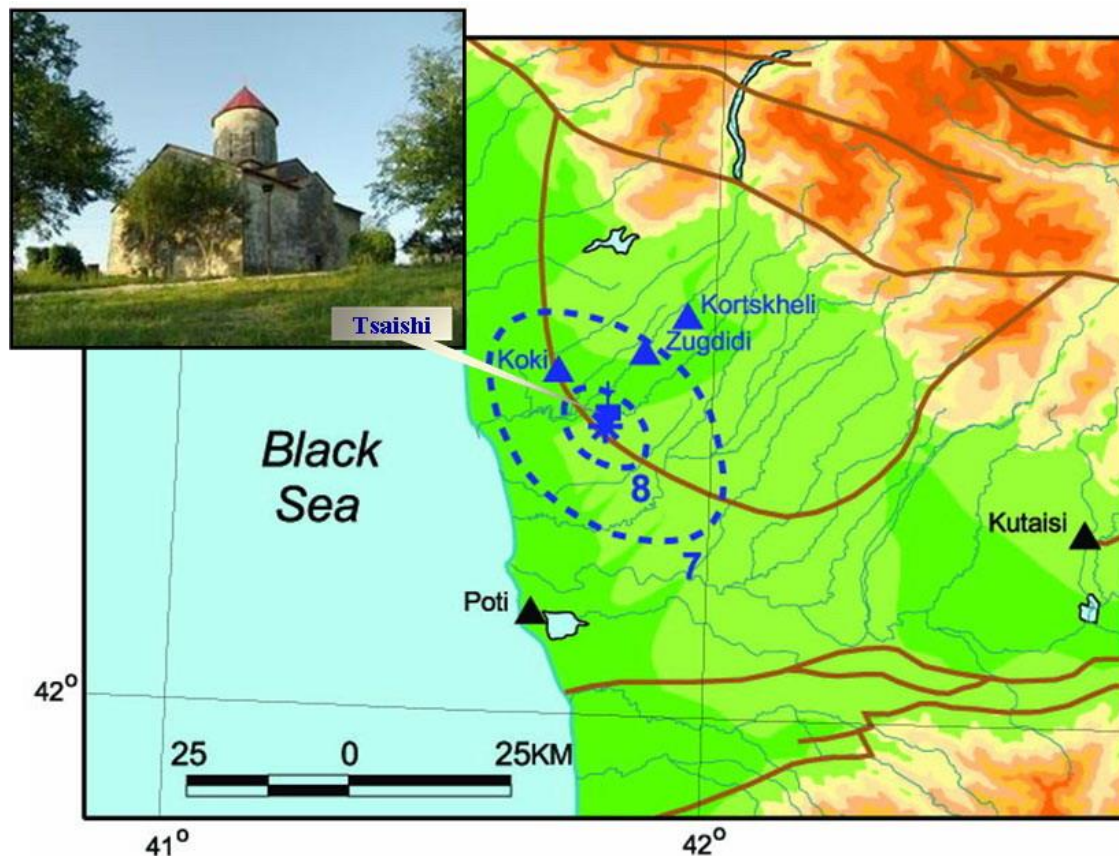 Tsaishi
Kortskheli
Zugdidi
Koki
Black
Sea
8
7
Kutaisi
Poti
42°
25 0 25KM
41° 42°